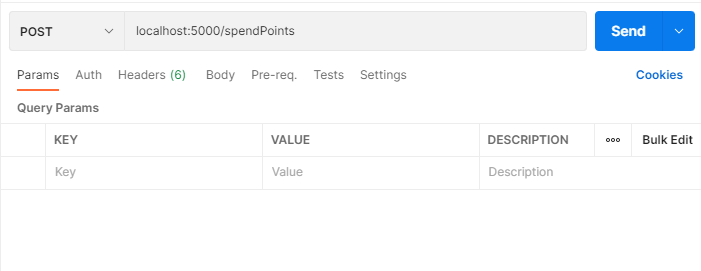 POST localhost:5000/spendPoints Send
Params Auth Headers (6) Body Pre-req. Tests Settings Cookies
Query Params
KEY VALUE DESCRIPTION ooo Bulk Edit
Key Value Description